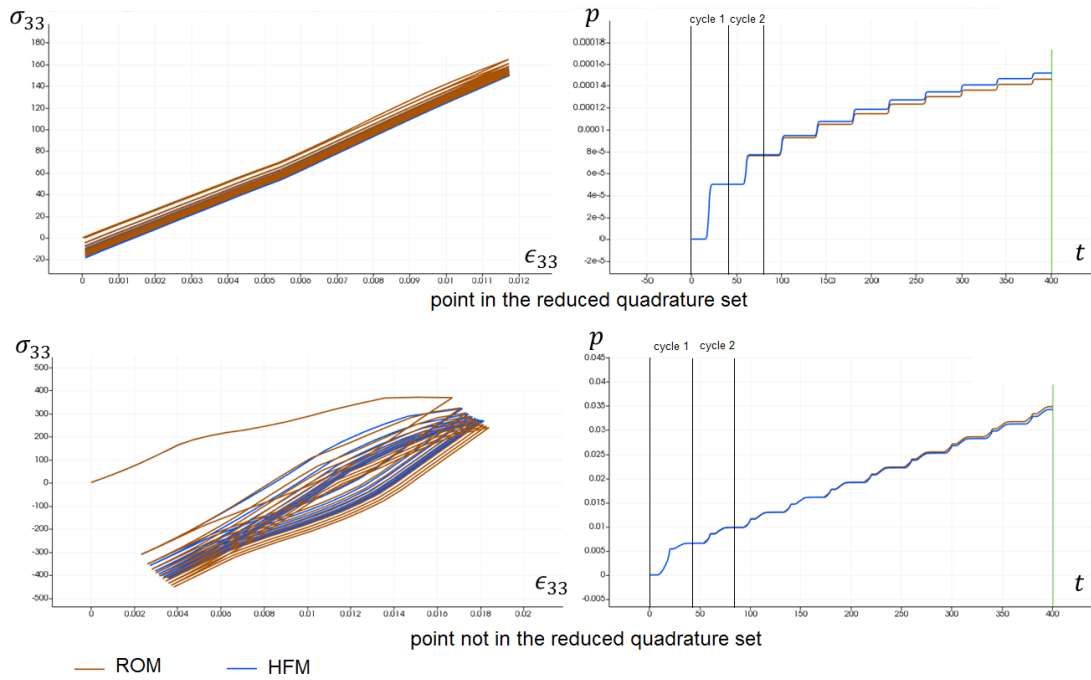 σ₃₃
180
160
140
120
100
80
60
40
20
0
-20
0 0.001 0.002 0.003 0.004 0.005 0.006 0.007 0.008 0.009 0.010 0.011 0.012
ϵ₃₃
p
cycle 1 cycle 2
0.00018
0.00016
0.00014
0.00012
0.0001
8e-5
6e-5
4e-5
2e-5
0
-2e-5
-50 0 50 100 150 200 250 300 350 400
t
point in the reduced quadrature set
σ₃₃
500
400
300
200
100
0
-100
-200
-300
-400
-500
0 0.002 0.004 0.006 0.008 0.01 0.012 0.014 0.016 0.018 0.02
ϵ₃₃
p
cycle 1 cycle 2
0.045
0.04
0.035
0.03
0.025
0.02
0.015
0.01
0.005
0
-0.005
0 50 100 150 200 250 300 350 400
t
point not in the reduced quadrature set
ROM HFM